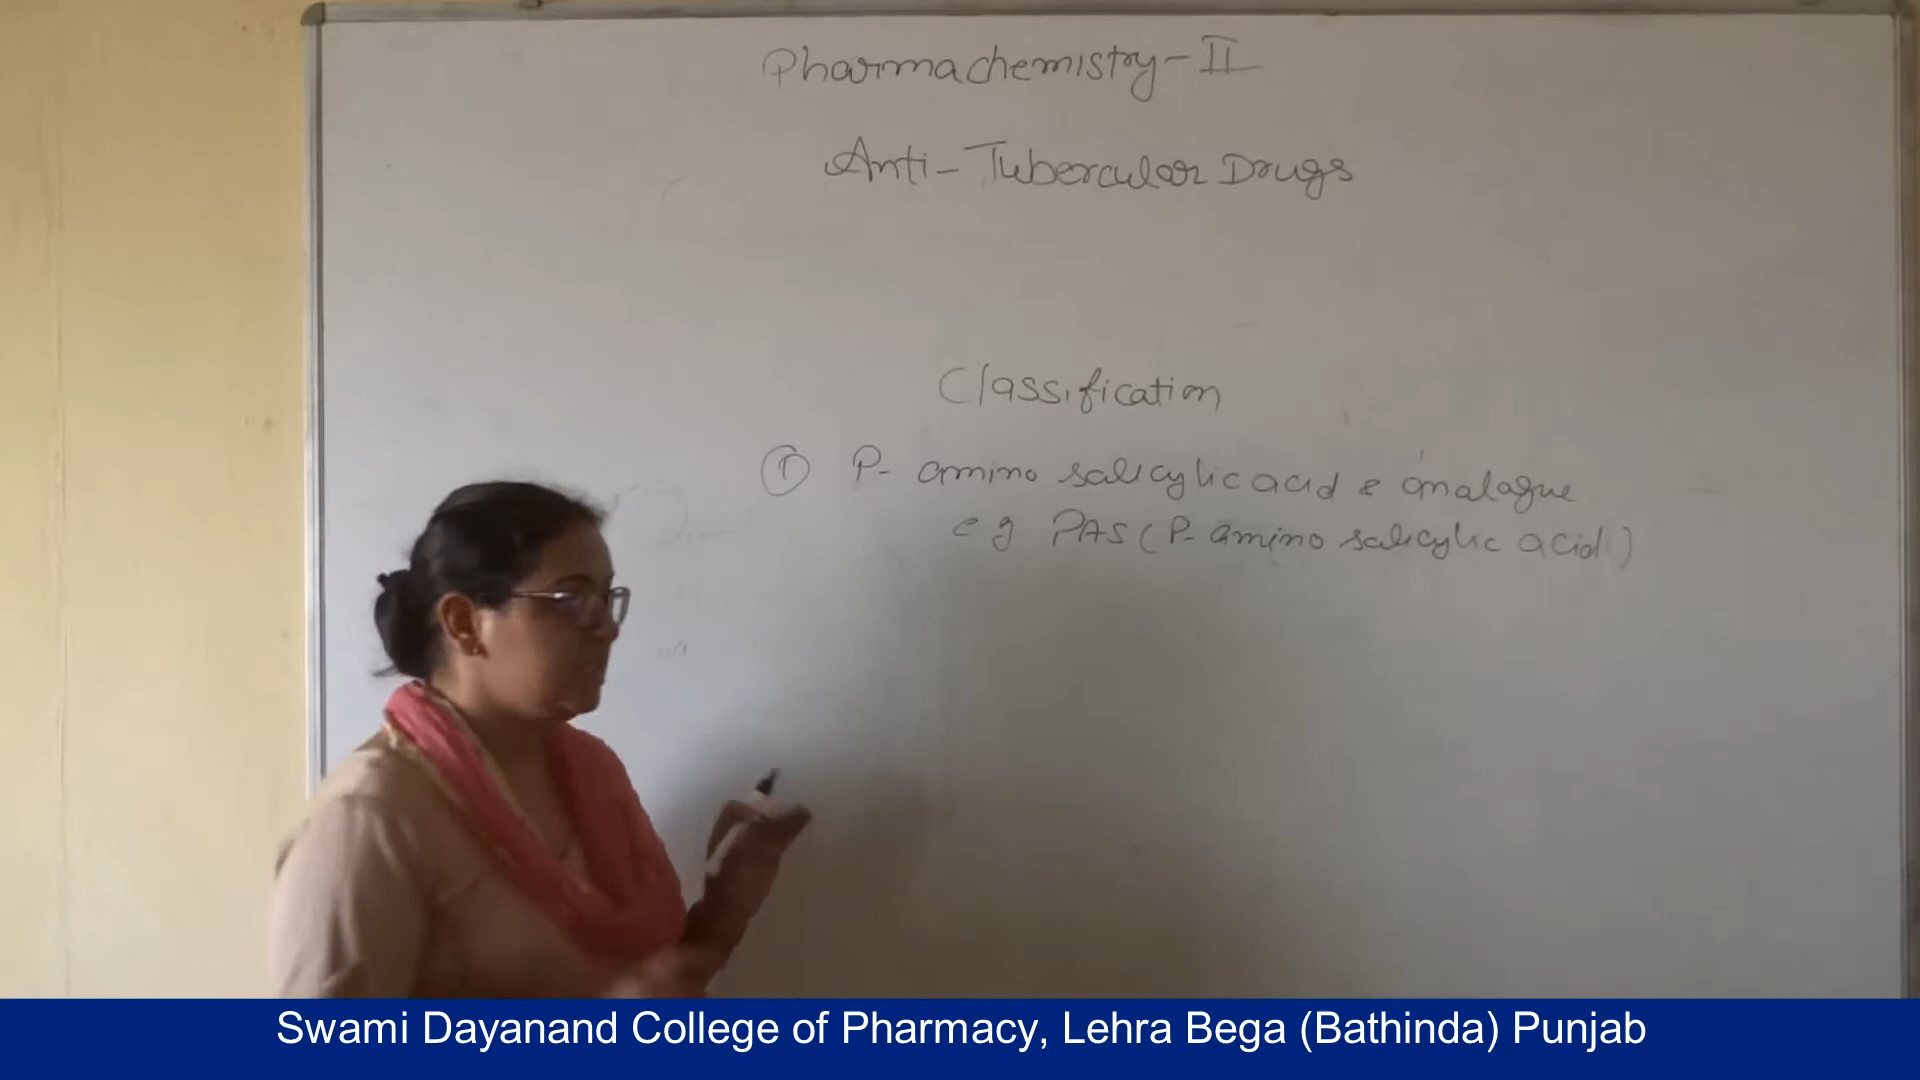 Pharmachemistry-II
Anti-Tubercular Drugs
Classification
① P- amino salicylic acid & analague
eg PAS (P-amino salicylic acid)
Swami Dayanand College of Pharmacy, Lehra Bega (Bathinda) Punjab